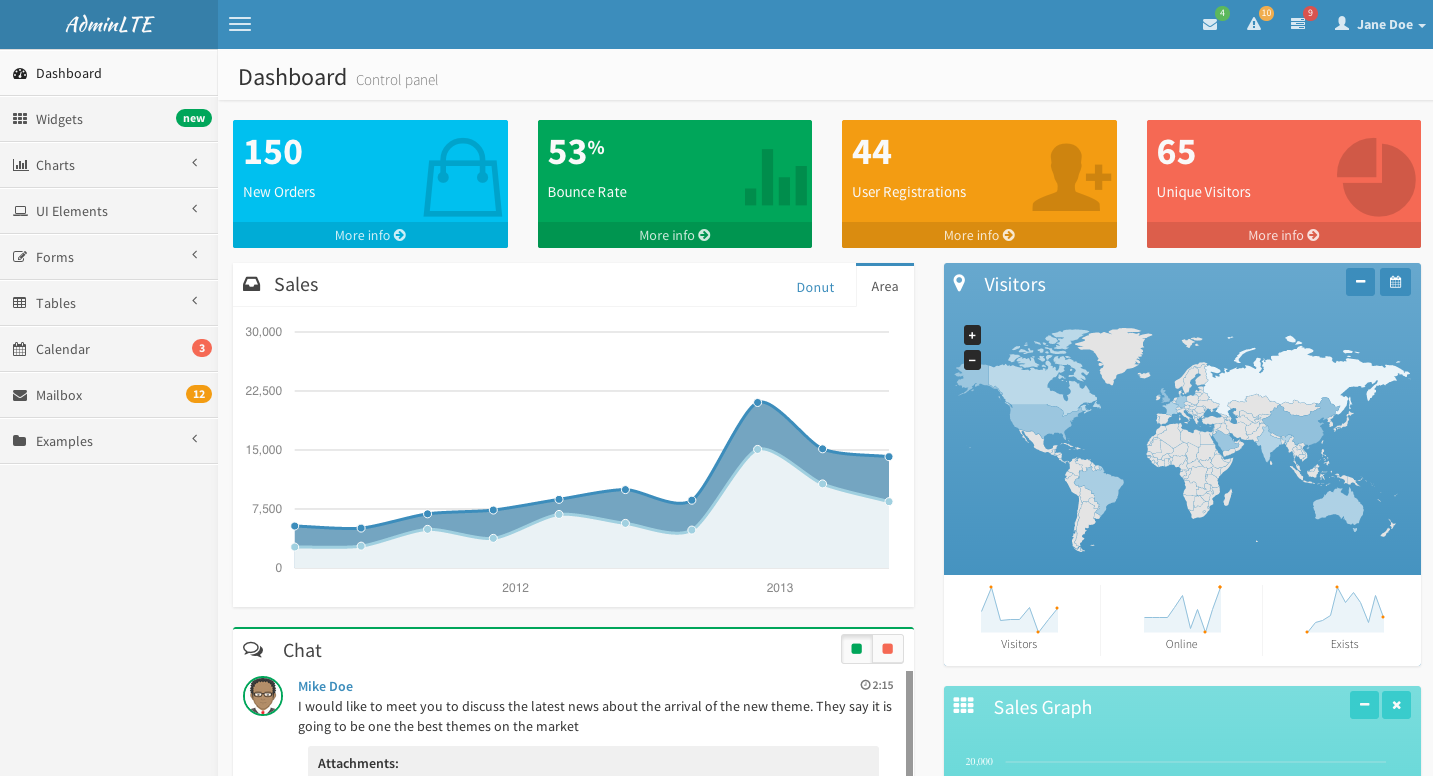 AdminLTE
4
10
9
Jane Doe
Dashboard
Widgets
new
Charts
UI Elements
Forms
Tables
Calendar
3
Mailbox
12
Examples
Dashboard Control panel
150
New Orders
More info
53%
Bounce Rate
More info
44
User Registrations
More info
65
Unique Visitors
More info
Sales
Donut
Area
30,000
22,500
15,000
7,500
0
2012
2013
Visitors
+
−
Visitors
Online
Exists
Chat
Mike Doe
2:15
I would like to meet you to discuss the latest news about the arrival of the new theme. They say it is
going to be one the best themes on the market
Attachments:
Sales Graph
20,000